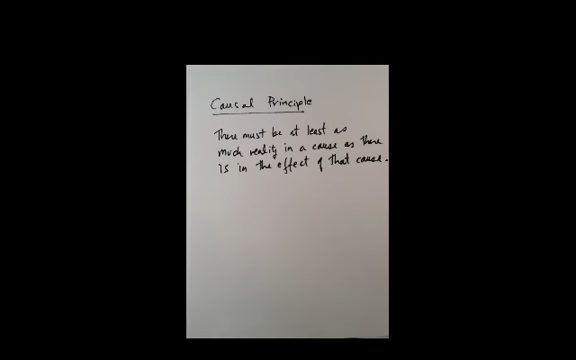 Causal Principle
There must be at least as
much reality in a cause as there
is in the effect of that cause.